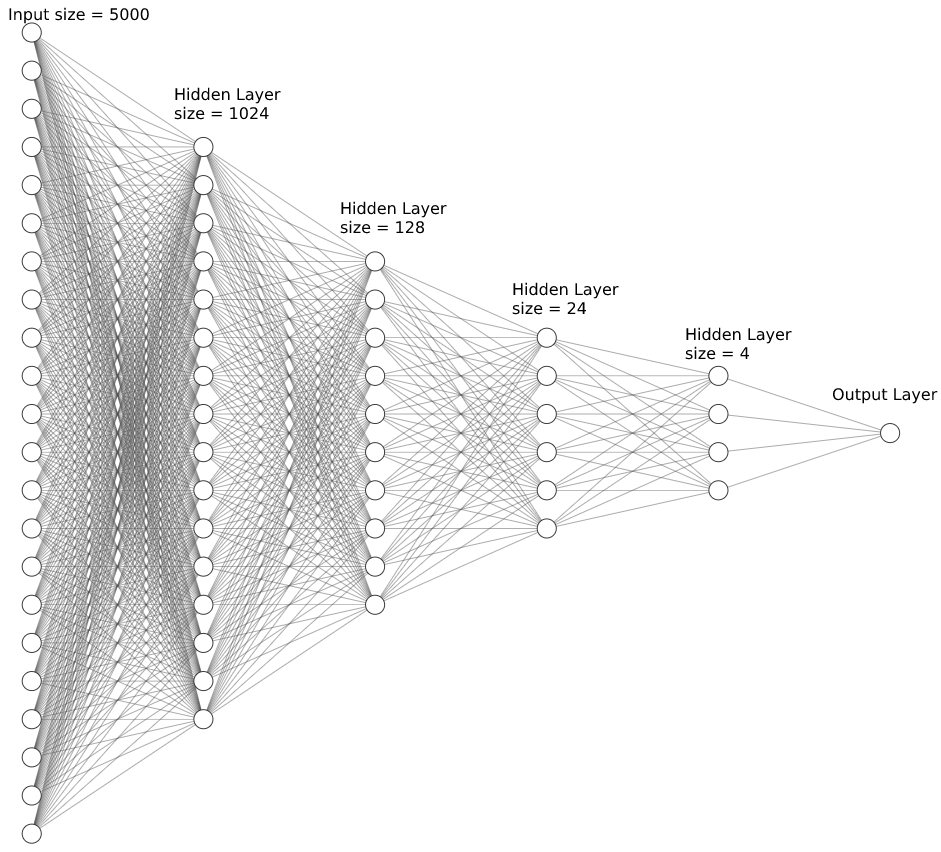 Input size = 5000
Hidden Layer
size = 1024
Hidden Layer
size = 128
Hidden Layer
size = 24
Hidden Layer
size = 4
Output Layer